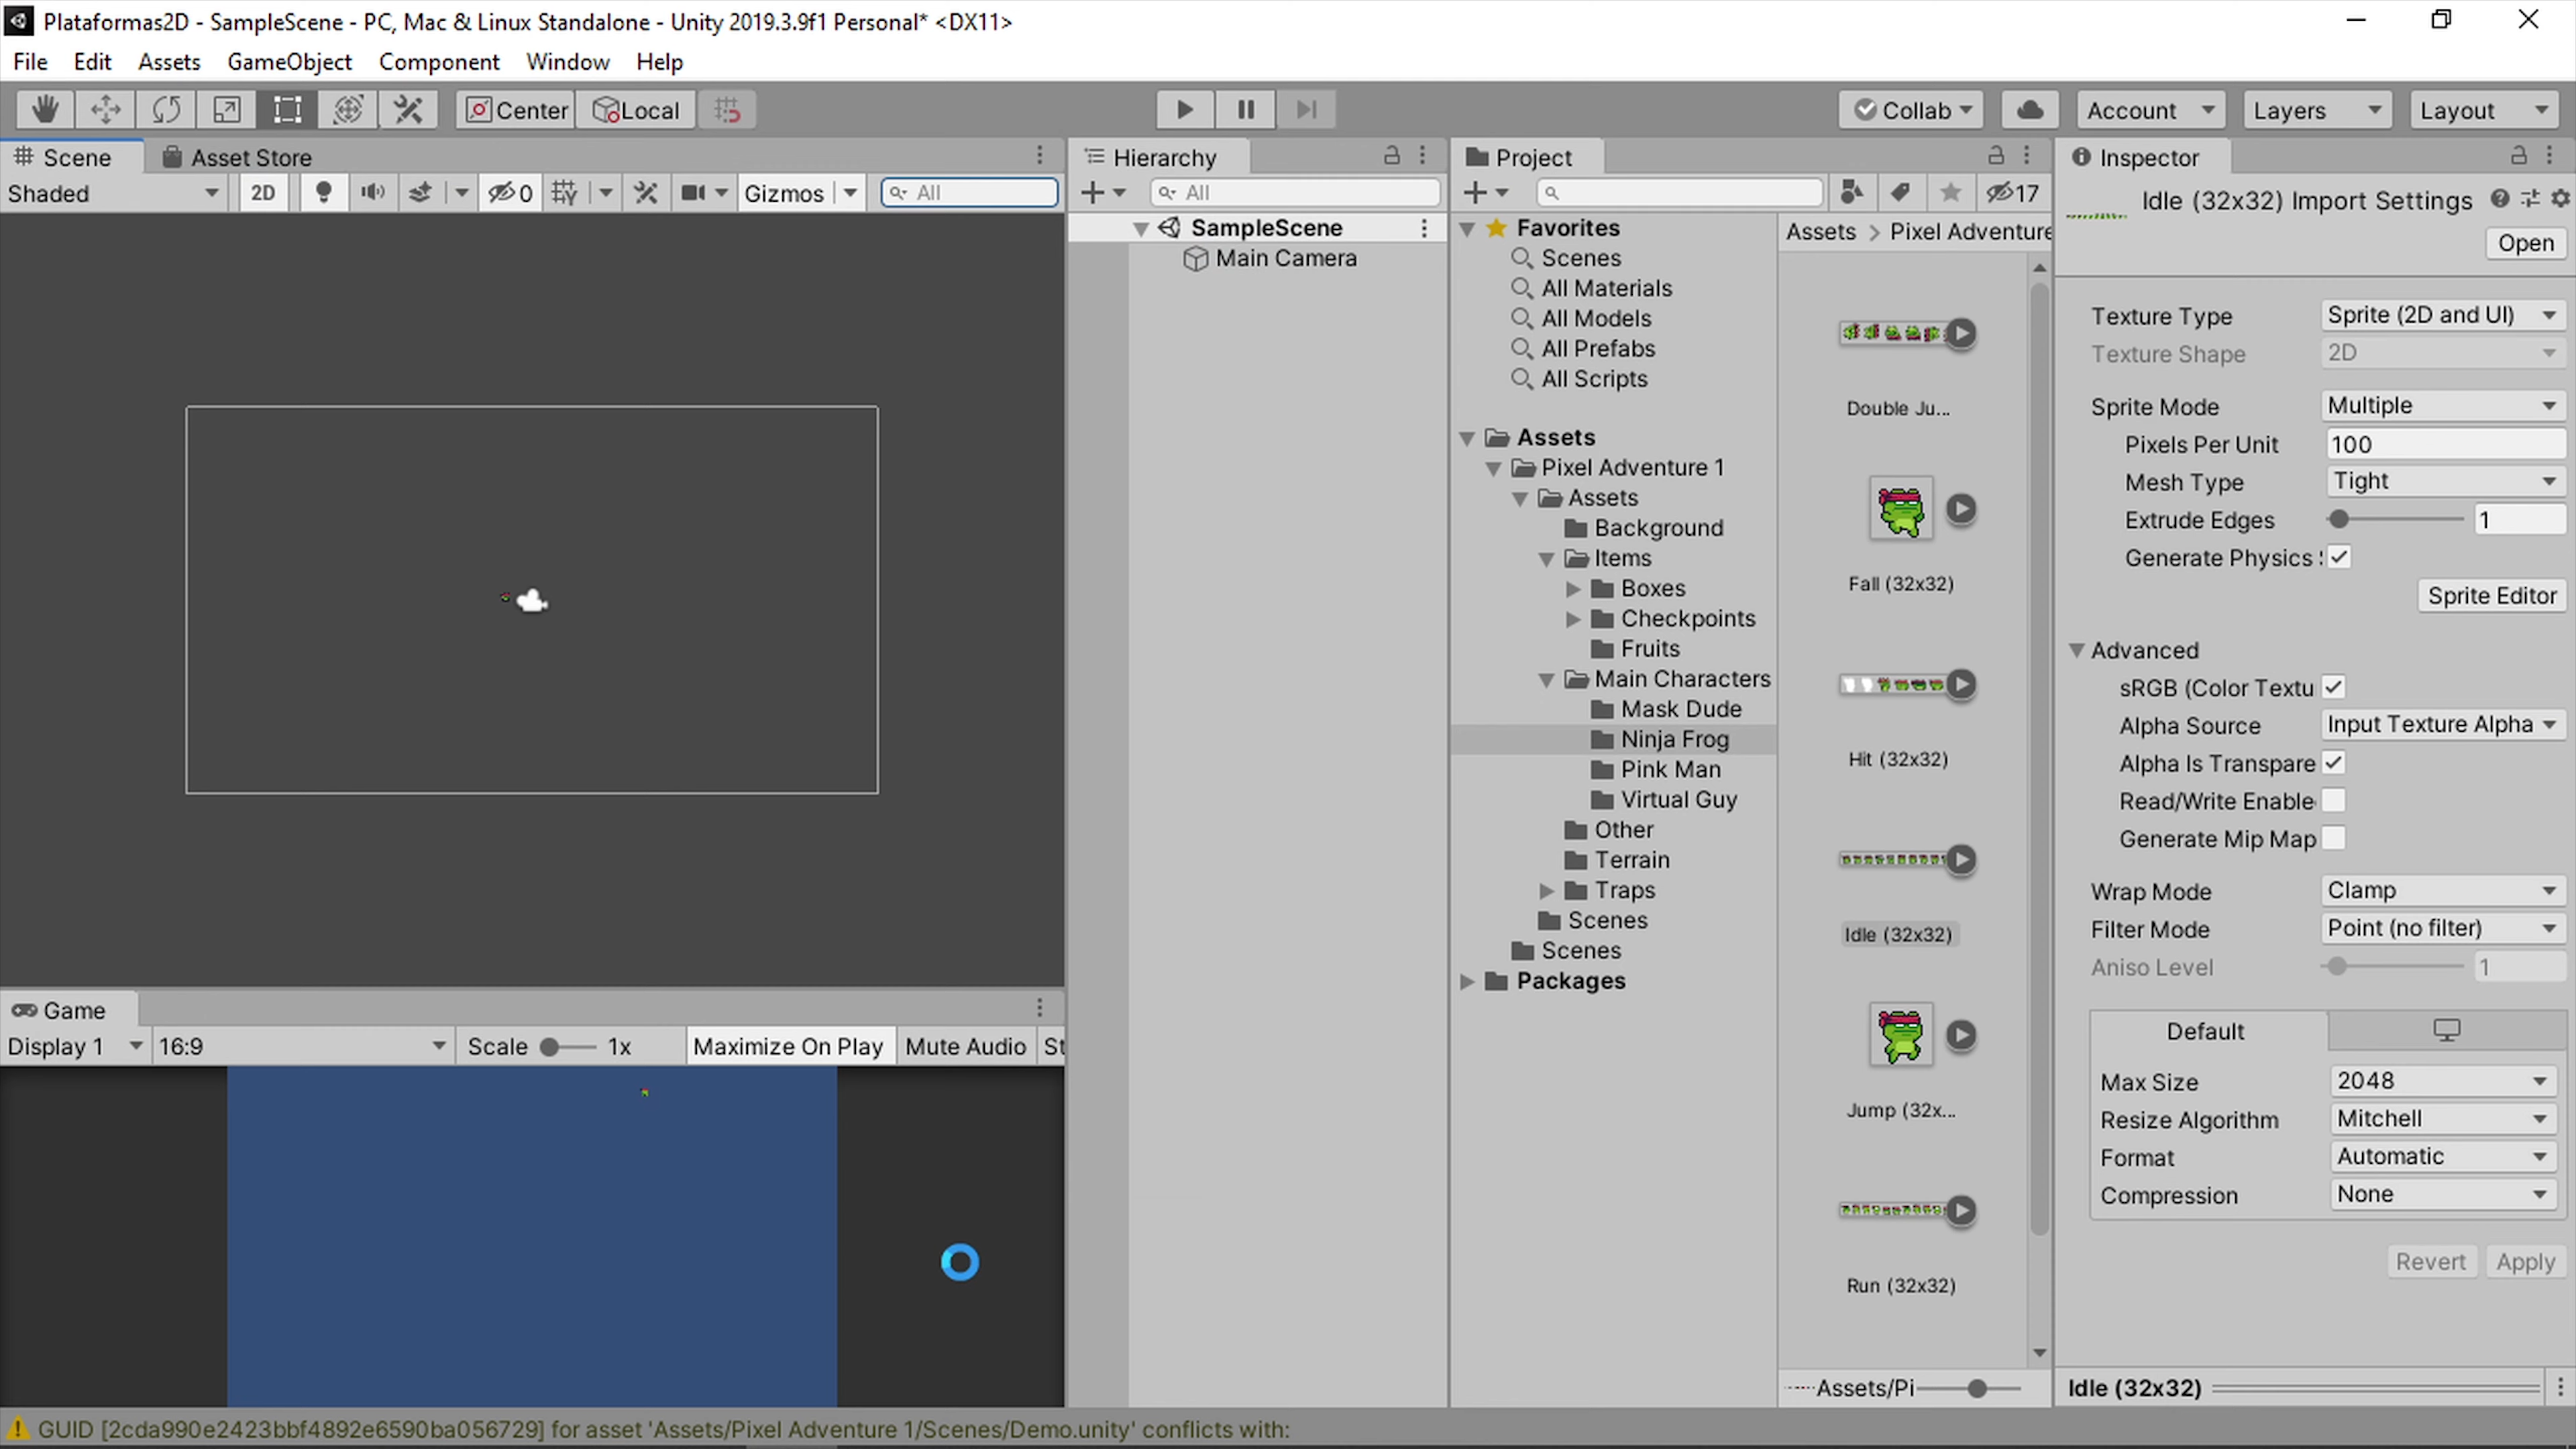 Plataformas2D - SampleScene - PC, Mac & Linux Standalone - Unity 2019.3.9f1 Personal* <DX11>
File Edit Assets GameObject Component Window Help
Center Local Collab Account Layers Layout
Scene Asset Store
Shaded 2D 0 Gizmos All
Hierarchy
All
SampleScene
Main Camera
Project
17
Favorites
Scenes
All Materials
All Models
All Prefabs
All Scripts
Assets
Pixel Adventure 1
Assets
Background
Items
Boxes
Checkpoints
Fruits
Main Characters
Mask Dude
Ninja Frog
Pink Man
Virtual Guy
Other
Terrain
Traps
Scenes
Scenes
Packages
Assets > Pixel Adventure
Double Ju...
Fall (32x32)
Hit (32x32)
Idle (32x32)
Jump (32x...
Run (32x32)
Assets/Pi
Inspector
Idle (32x32) Import Settings
Open
Texture Type Sprite (2D and UI)
Texture Shape 2D
Sprite Mode Multiple
Pixels Per Unit 100
Mesh Type Tight
Extrude Edges 1
Generate Physics
Sprite Editor
Advanced
sRGB (Color Textu
Alpha Source Input Texture Alpha
Alpha Is Transpare
Read/Write Enable
Generate Mip Map
Wrap Mode Clamp
Filter Mode Point (no filter)
Aniso Level 1
Default
Max Size 2048
Resize Algorithm Mitchell
Format Automatic
Compression None
Revert Apply
Idle (32x32)
Game
Display 1 16:9 Scale 1x Maximize On Play Mute Audio St
GUID [2cda990e2423bbf4892e6590ba056729] for asset 'Assets/Pixel Adventure 1/Scenes/Demo.unity' conflicts with: